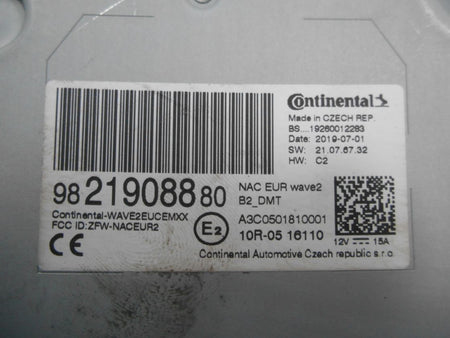 Continental
Made in CZECH REP.
BS....19260012283
Date: 2019-07-01
SW: 21.07.67.32
HW: C2
98 219088 80
NAC EUR wave2
B2_DMT
Continental-WAVE2EUCEMXX
FCC ID:ZFW-NACEUR2
CE
E2
A3C0501810001
10R-05 16110
12V 15A
Continental Automotive Czech republic s.r.o.